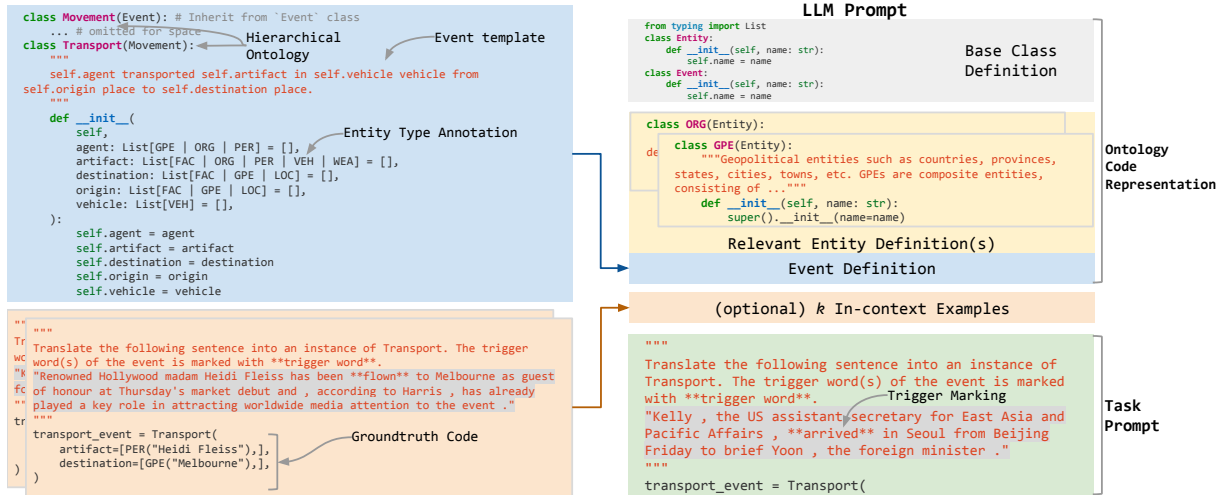 class Movement(Event): # Inherit from `Event` class
... # omitted for space
class Transport(Movement):
"""
self.agent transported self.artifact in self.vehicle vehicle from
self.origin place to self.destination place.
"""
def __init__(
self,
agent: List[GPE | ORG | PER] = [],
artifact: List[FAC | ORG | PER | VEH | WEA] = [],
destination: List[FAC | GPE | LOC] = [],
origin: List[FAC | GPE | LOC] = [],
vehicle: List[VEH] = [],
):
self.agent = agent
self.artifact = artifact
self.destination = destination
self.origin = origin
self.vehicle = vehicle
Hierarchical
Ontology
Event template
Entity Type Annotation
""
Tr
wo
"K
fo
""
tr
)
"""
Translate the following sentence into an instance of Transport. The trigger
word(s) of the event is marked with **trigger word**.
"Renowned Hollywood madam Heidi Fleiss has been **flown** to Melbourne as guest
of honour at Thursday's market debut and , according to Harris , has already
played a key role in attracting worldwide media attention to the event ."
"""
transport_event = Transport(
artifact=[PER("Heidi Fleiss"),],
destination=[GPE("Melbourne"),],
)
Groundtruth Code
LLM Prompt
from typing import List
class Entity:
def __init__(self, name: str):
self.name = name
class Event:
def __init__(self, name: str):
self.name = name
Base Class
Definition
class ORG(Entity):
de
class GPE(Entity):
"""Geopolitical entities such as countries, provinces,
states, cities, towns, etc. GPEs are composite entities,
consisting of ..."""
def __init__(self, name: str):
super().__init__(name=name)
Relevant Entity Definition(s)
Event Definition
Ontology
Code
Representation
(optional) k In-context Examples
"""
Translate the following sentence into an instance of
Transport. The trigger word(s) of the event is marked
with **trigger word**.
"Kelly , the US assistant secretary for East Asia and
Pacific Affairs , **arrived** in Seoul from Beijing
Friday to brief Yoon , the foreign minister ."
"""
transport_event = Transport(
Trigger Marking
Task
Prompt